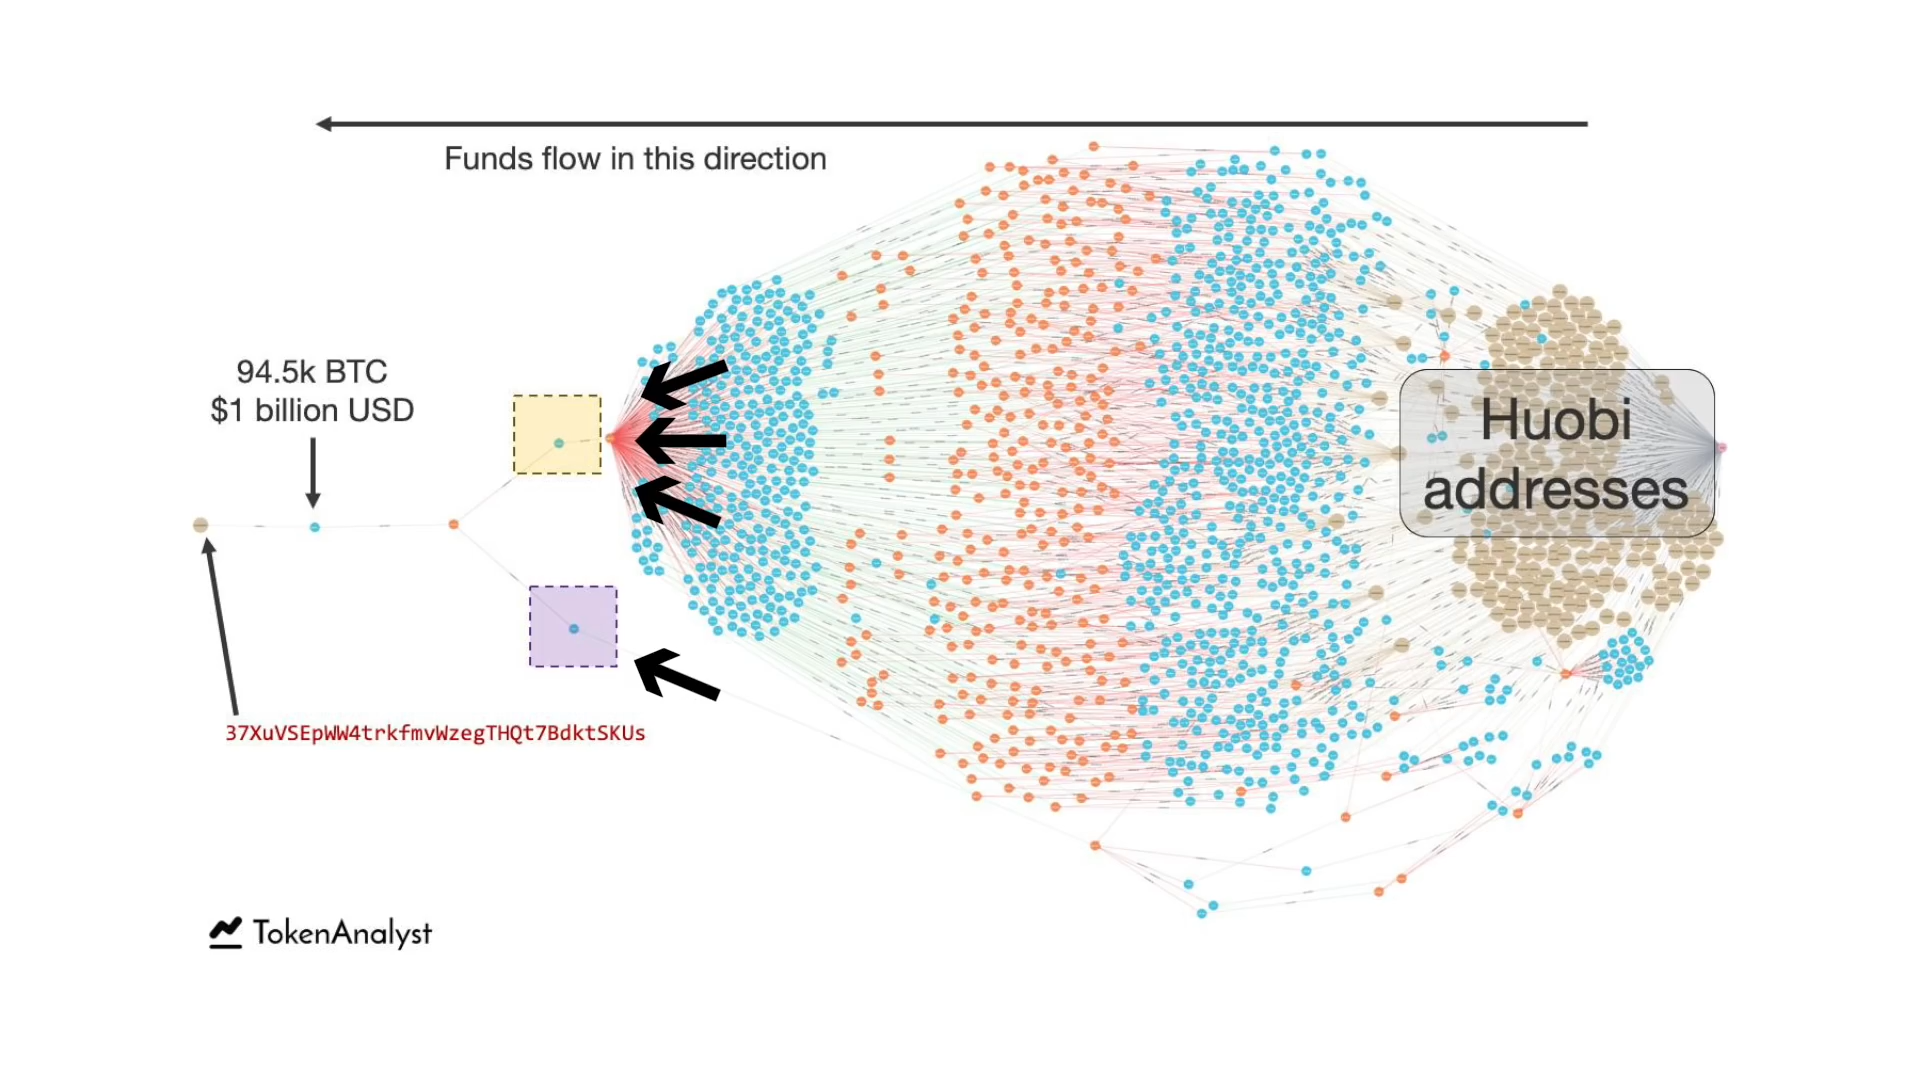 Funds flow in this direction
94.5k BTC
$1 billion USD
Huobi
addresses
37XuVSEpWW4trkfmvWzegTHQt7BdktSKUs
TokenAnalyst